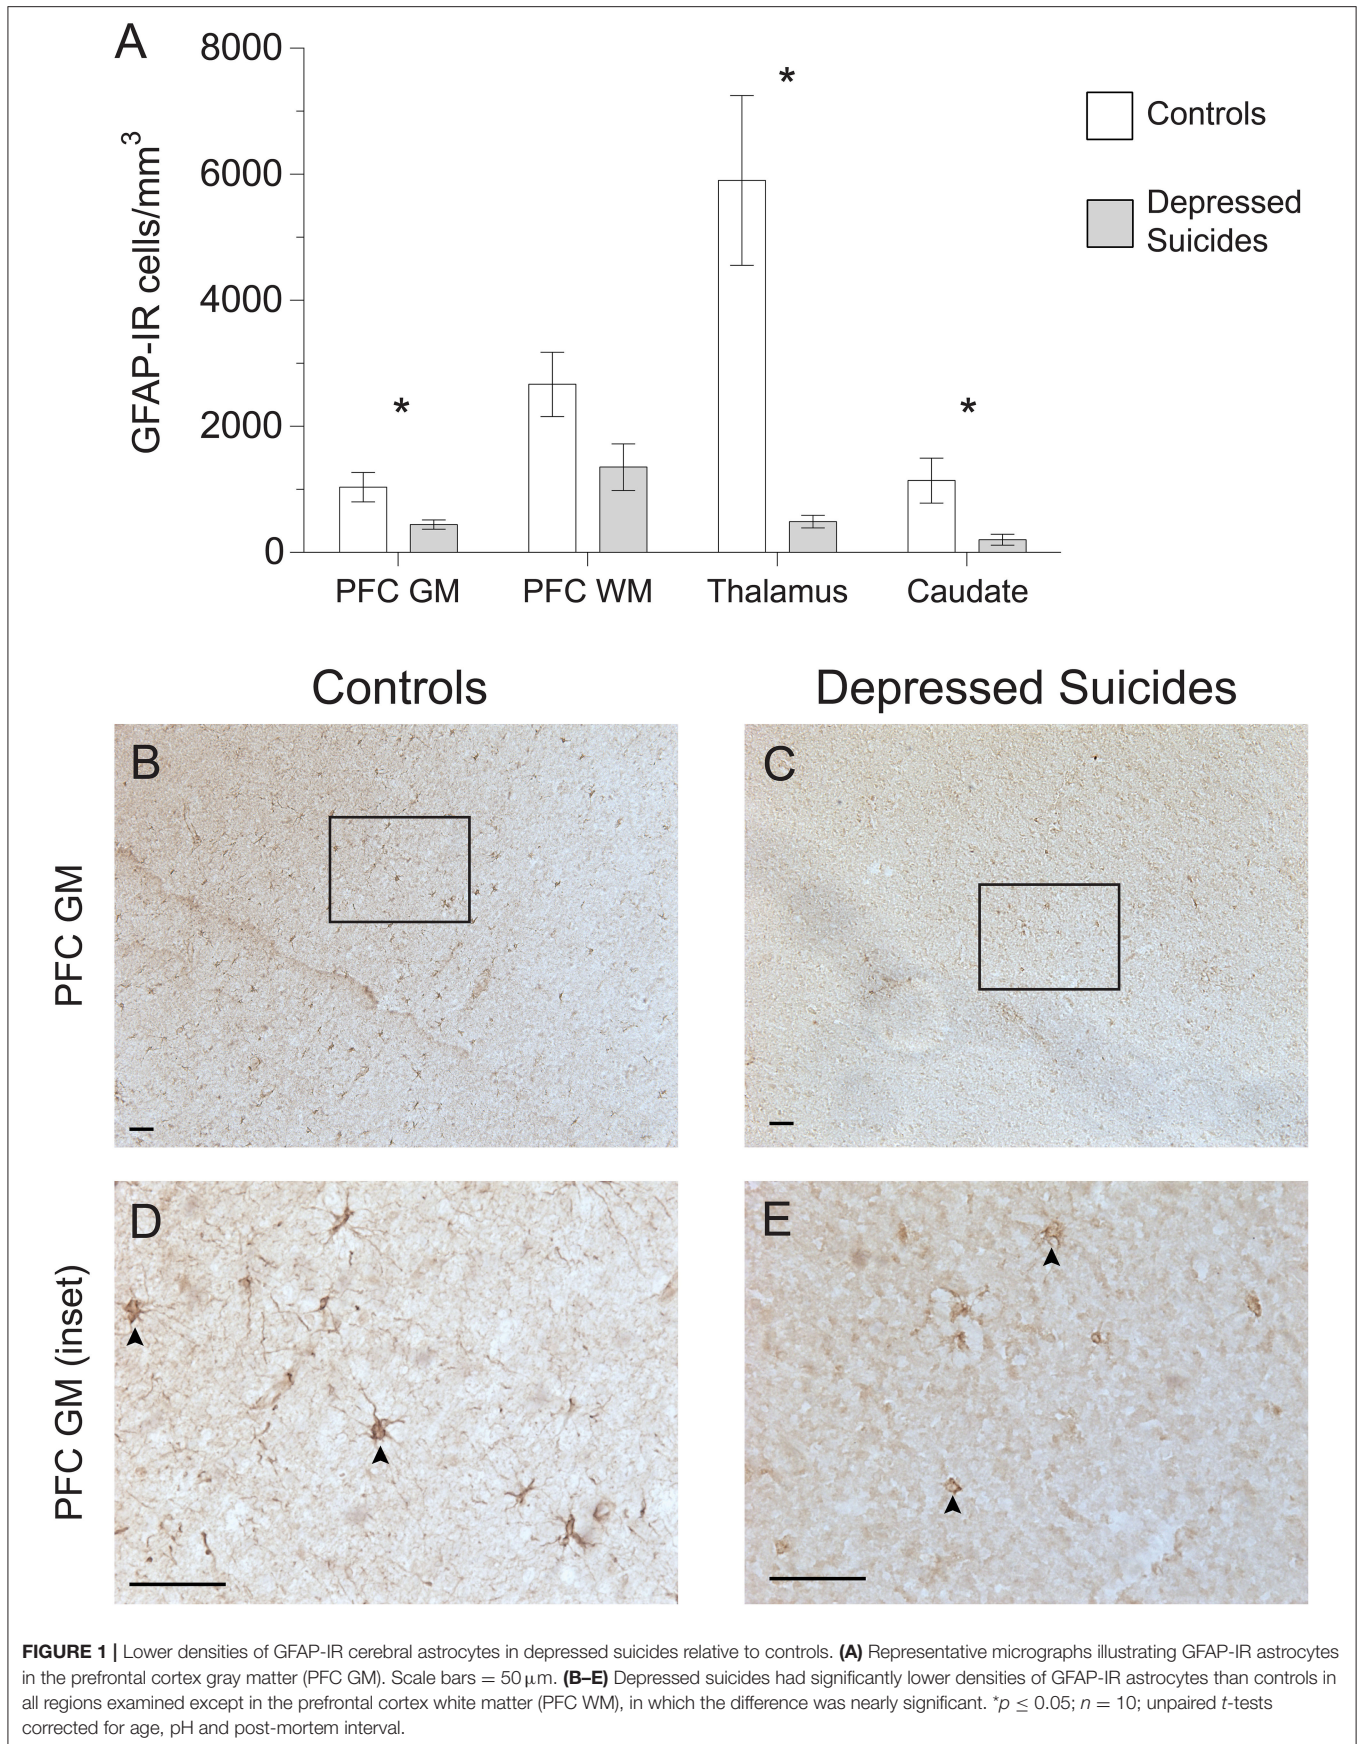 A
8000
6000
4000
2000
0
GFAP-IR cells/mm³
*
*
*
Controls
Depressed
Suicides
PFC GM
PFC WM
Thalamus
Caudate
Controls
Depressed Suicides
PFC GM
B
C
PFC GM (inset)
D
E
FIGURE 1 | Lower densities of GFAP-IR cerebral astrocytes in depressed suicides relative to controls. (A) Representative micrographs illustrating GFAP-IR astrocytes
in the prefrontal cortex gray matter (PFC GM). Scale bars = 50 μm. (B–E) Depressed suicides had significantly lower densities of GFAP-IR astrocytes than controls in
all regions examined except in the prefrontal cortex white matter (PFC WM), in which the difference was nearly significant. *p ≤ 0.05; n = 10; unpaired t-tests
corrected for age, pH and post-mortem interval.